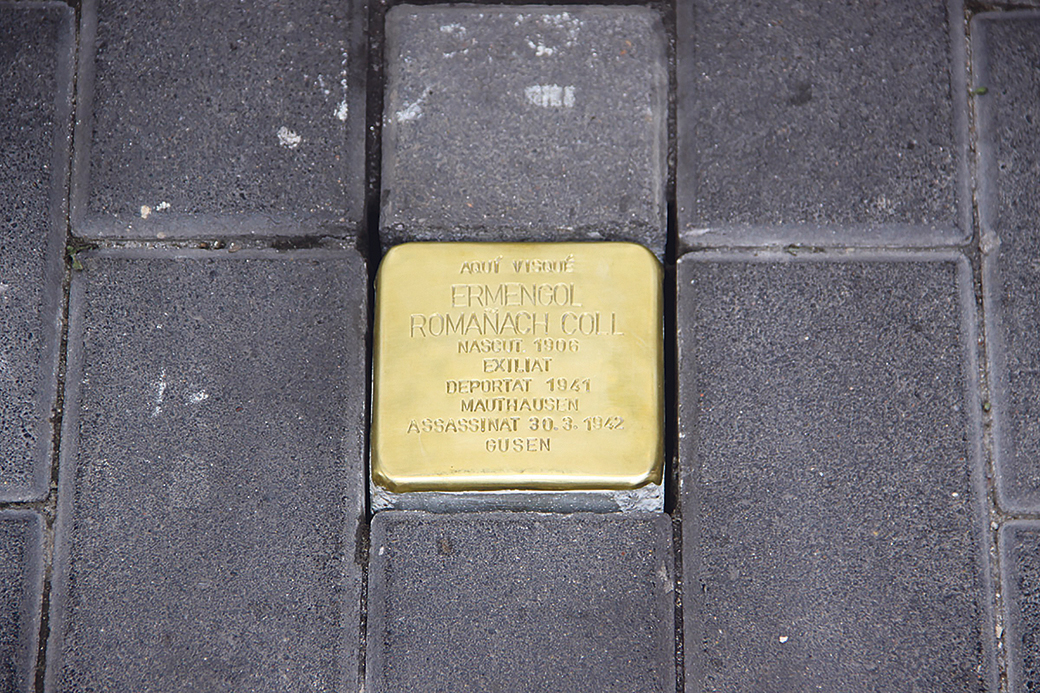 AQUÍ VISQUÉ
ERMENGOL
ROMAÑACH COLL
NASCUT 1906
EXILIAT
DEPORTAT 1941
MAUTHAUSEN
ASSASSINAT 30.3.1942
GUSEN